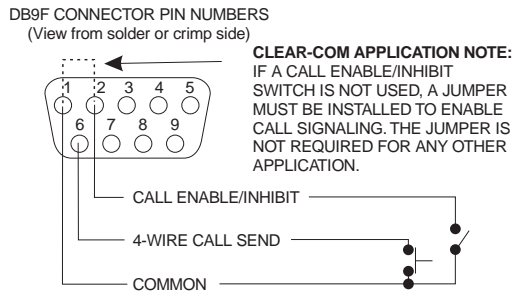 DB9F CONNECTOR PIN NUMBERS
(View from solder or crimp side)
CLEAR-COM APPLICATION NOTE:
IF A CALL ENABLE/INHIBIT
SWITCH IS NOT USED, A JUMPER
MUST BE INSTALLED TO ENABLE
CALL SIGNALING. THE JUMPER IS
NOT REQUIRED FOR ANY OTHER
APPLICATION.
1 2 3 4 5
6 7 8 9
CALL ENABLE/INHIBIT
4-WIRE CALL SEND
COMMON